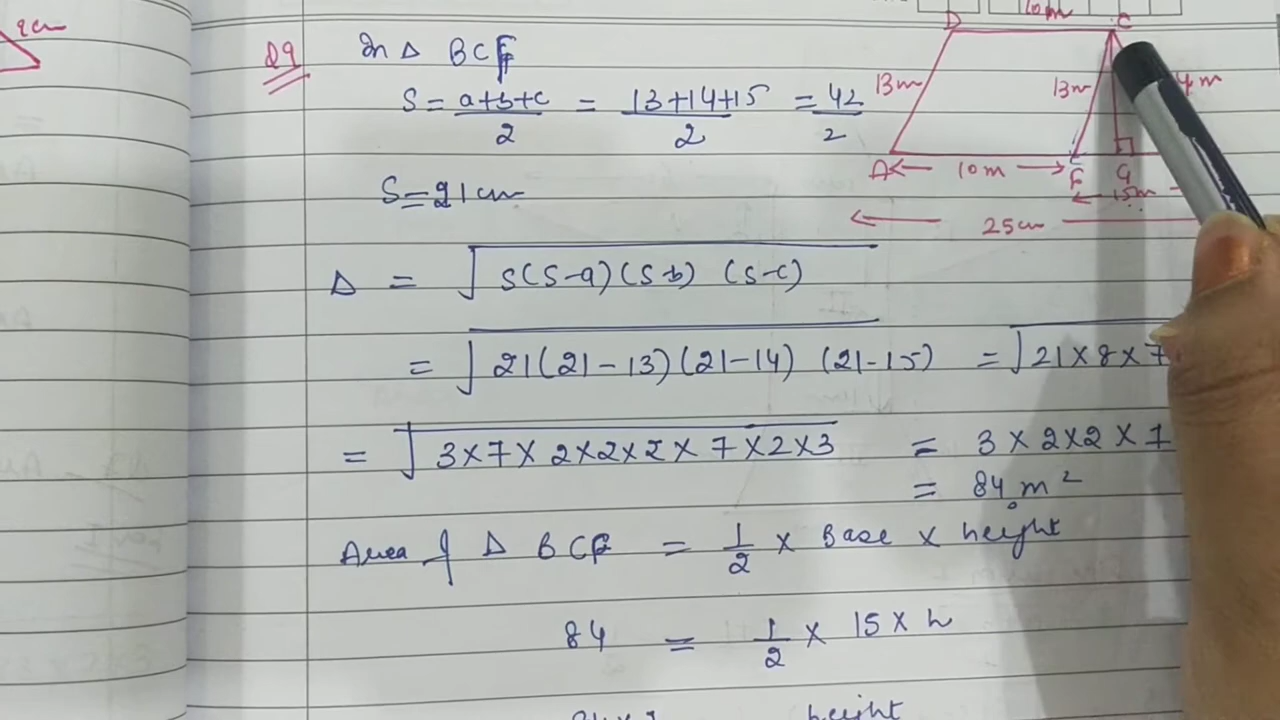 9cm
Q9 In Δ BCF
S = a+b+c/2 = 13+14+15/2 = 42/2
S = 21 cm
Δ = √s(s-a)(s-b) (s-c)
= √21(21-13)(21-14) (21-15) = √21×8×7
= √3×7×2×2×2×7×2×3 = 3×2×2×7
= 84 m²
Area of Δ BCF = 1/2 × Base × height
84 = 1/2 × 15 × h
height
D 10m C
13m 13m 4m
A 10m F G
15m
25cm